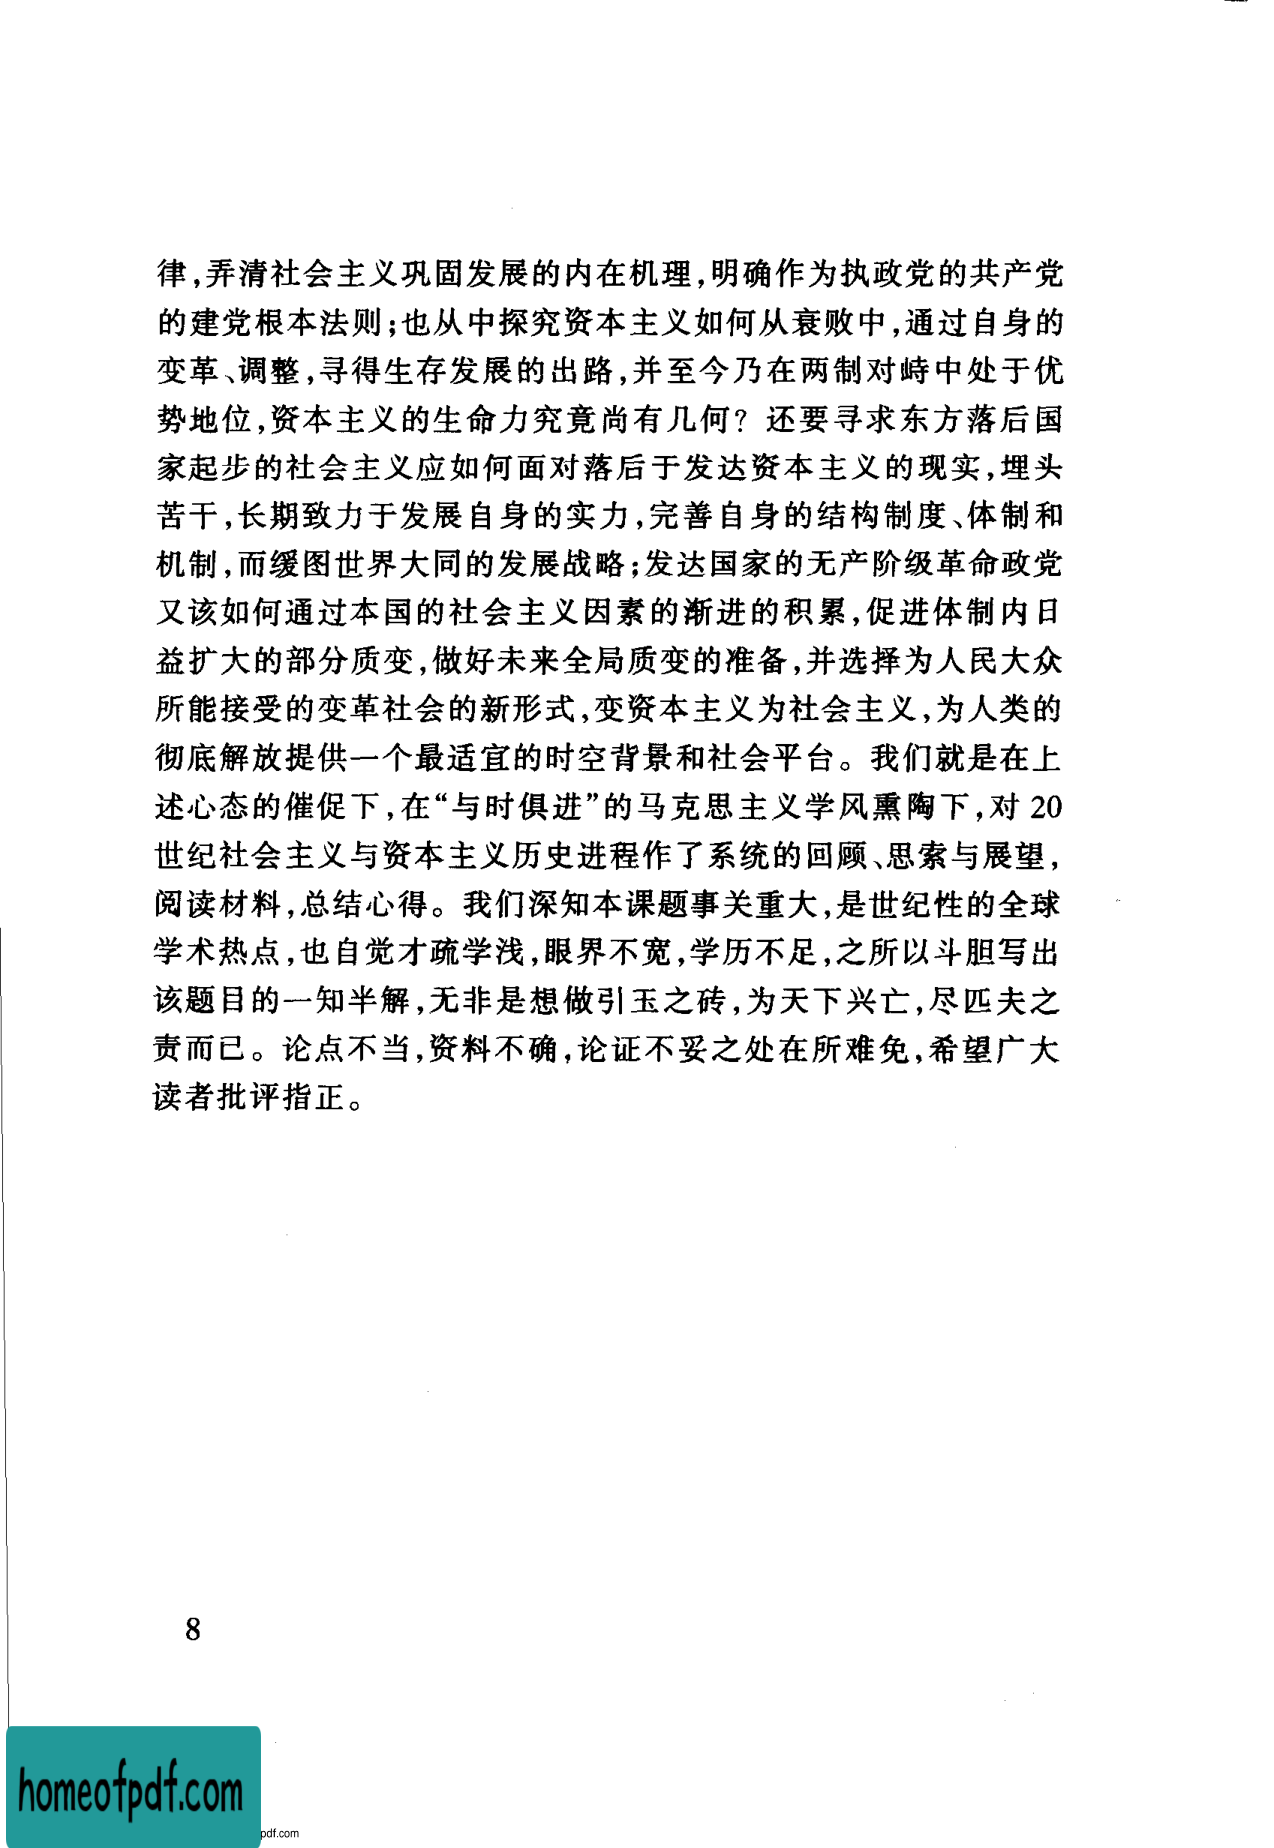 律,弄清社会主义巩固发展的内在机理,明确作为执政党的共产党
的建党根本法则;也从中探究资本主义如何从衰败中,通过自身的
变革、调整,寻得生存发展的出路,并至今乃在两制对峙中处于优
势地位,资本主义的生命力究竟尚有几何? 还要寻求东方落后国
家起步的社会主义应如何面对落后于发达资本主义的现实,埋头
苦干,长期致力于发展自身的实力,完善自身的结构制度、体制和
机制,而缓图世界大同的发展战略;发达国家的无产阶级革命政党
又该如何通过本国的社会主义因素的渐进的积累,促进体制内日
益扩大的部分质变,做好未来全局质变的准备,并选择为人民大众
所能接受的变革社会的新形式,变资本主义为社会主义,为人类的
彻底解放提供一个最适宜的时空背景和社会平台。我们就是在上
述心态的催促下,在“与时俱进”的马克思主义学风熏陶下,对 20
世纪社会主义与资本主义历史进程作了系统的回顾、思索与展望,
阅读材料,总结心得。我们深知本课题事关重大,是世纪性的全球
学术热点,也自觉才疏学浅,眼界不宽,学历不足,之所以斗胆写出
该题目的一知半解,无非是想做引玉之砖,为天下兴亡,尽匹夫之
责而已。论点不当,资料不确,论证不妥之处在所难免,希望广大
读者批评指正。
8
homeofpdf.com
pdf.com